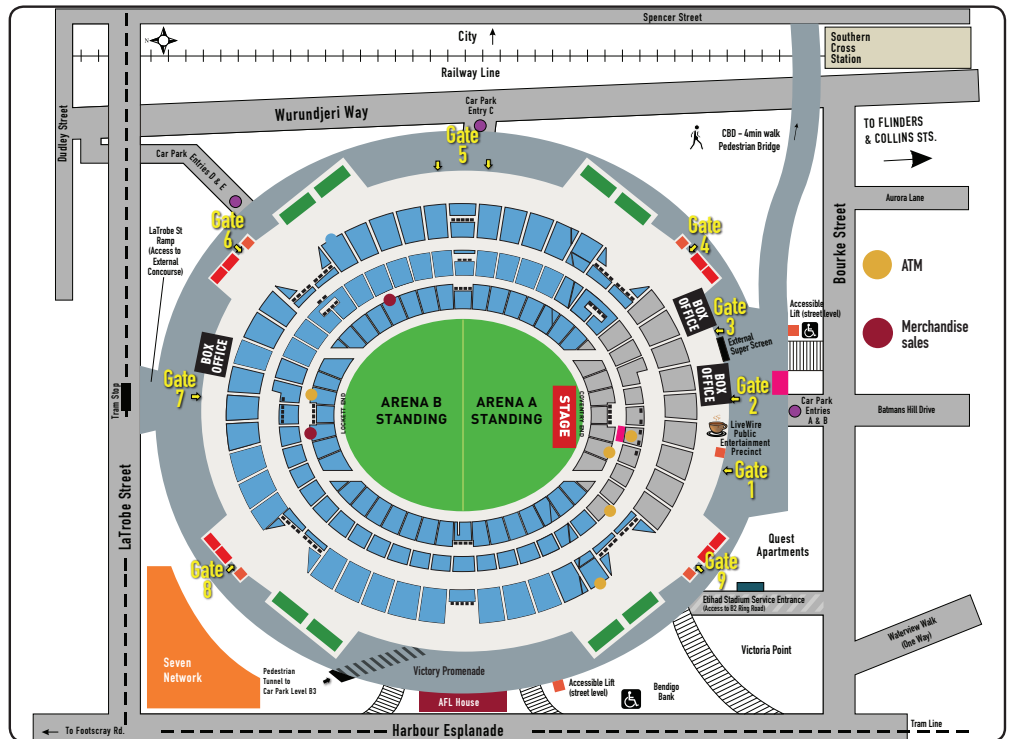 Spencer Street
City
N
Southern
Cross
Station
Railway Line
Dudley Street
Wurundjeri Way
Car Park
Entry C
Gate
5
CBD - 4min walk
Pedestrian Bridge
TO FLINDERS
& COLLINS STS.
Car Park
Entries D & E
Aurora Lane
LaTrobe St
Ramp
(Access to
External
Concourse)
Gate
6
Gate
4
Bourke Street
ATM
BOX
OFFICE
Gate
3
External
Super Screen
Accessible
Lift (street level)
Merchandise
sales
BOX
OFFICE
Gate
7
Tram Stop
LOCKETT END
ARENA B
STANDING
ARENA A
STANDING
STAGE
COVENTRY END
BOX
OFFICE
Gate
2
Car Park
Entries
A & B
Batmans Hill Drive
LiveWire
Public
Entertainment
Precinct
Gate
1
LaTrobe Street
Gate
8
Gate
9
Quest
Apartments
Etihad Stadium Service Entrance
(Access to B2 Ring Road)
Waterview Walk
(One Way)
Victoria Point
Seven
Network
Pedestrian
Tunnel to
Car Park Level B3
Victory Promenade
AFL House
Accessible Lift
(street level)
Bendigo
Bank
To Footscray Rd.
Harbour Esplanade
Tram Line